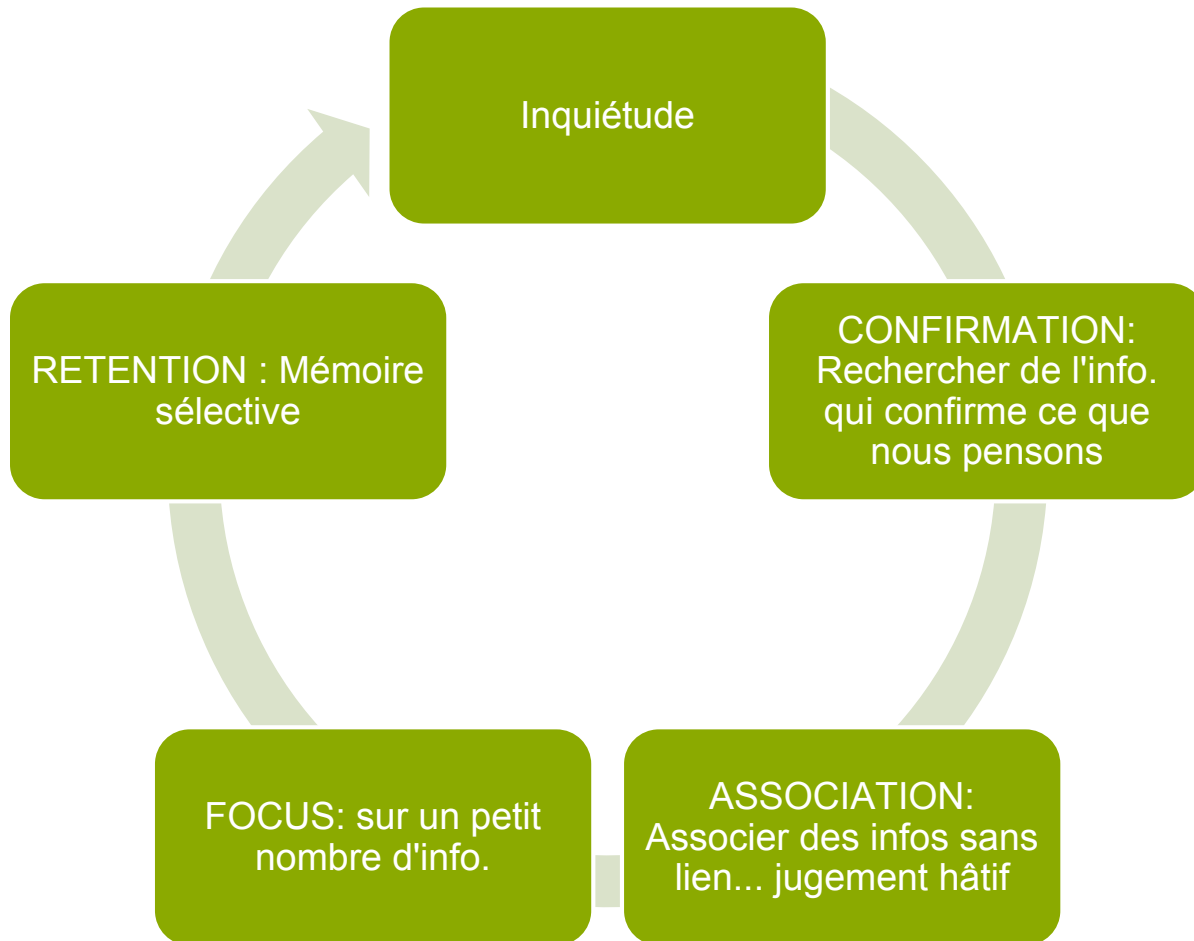 Inquiétude
CONFIRMATION:
Rechercher de l'info.
qui confirme ce que
nous pensons
ASSOCIATION:
Associer des infos sans
lien... jugement hâtif
FOCUS: sur un petit
nombre d'info.
RETENTION : Mémoire
sélective